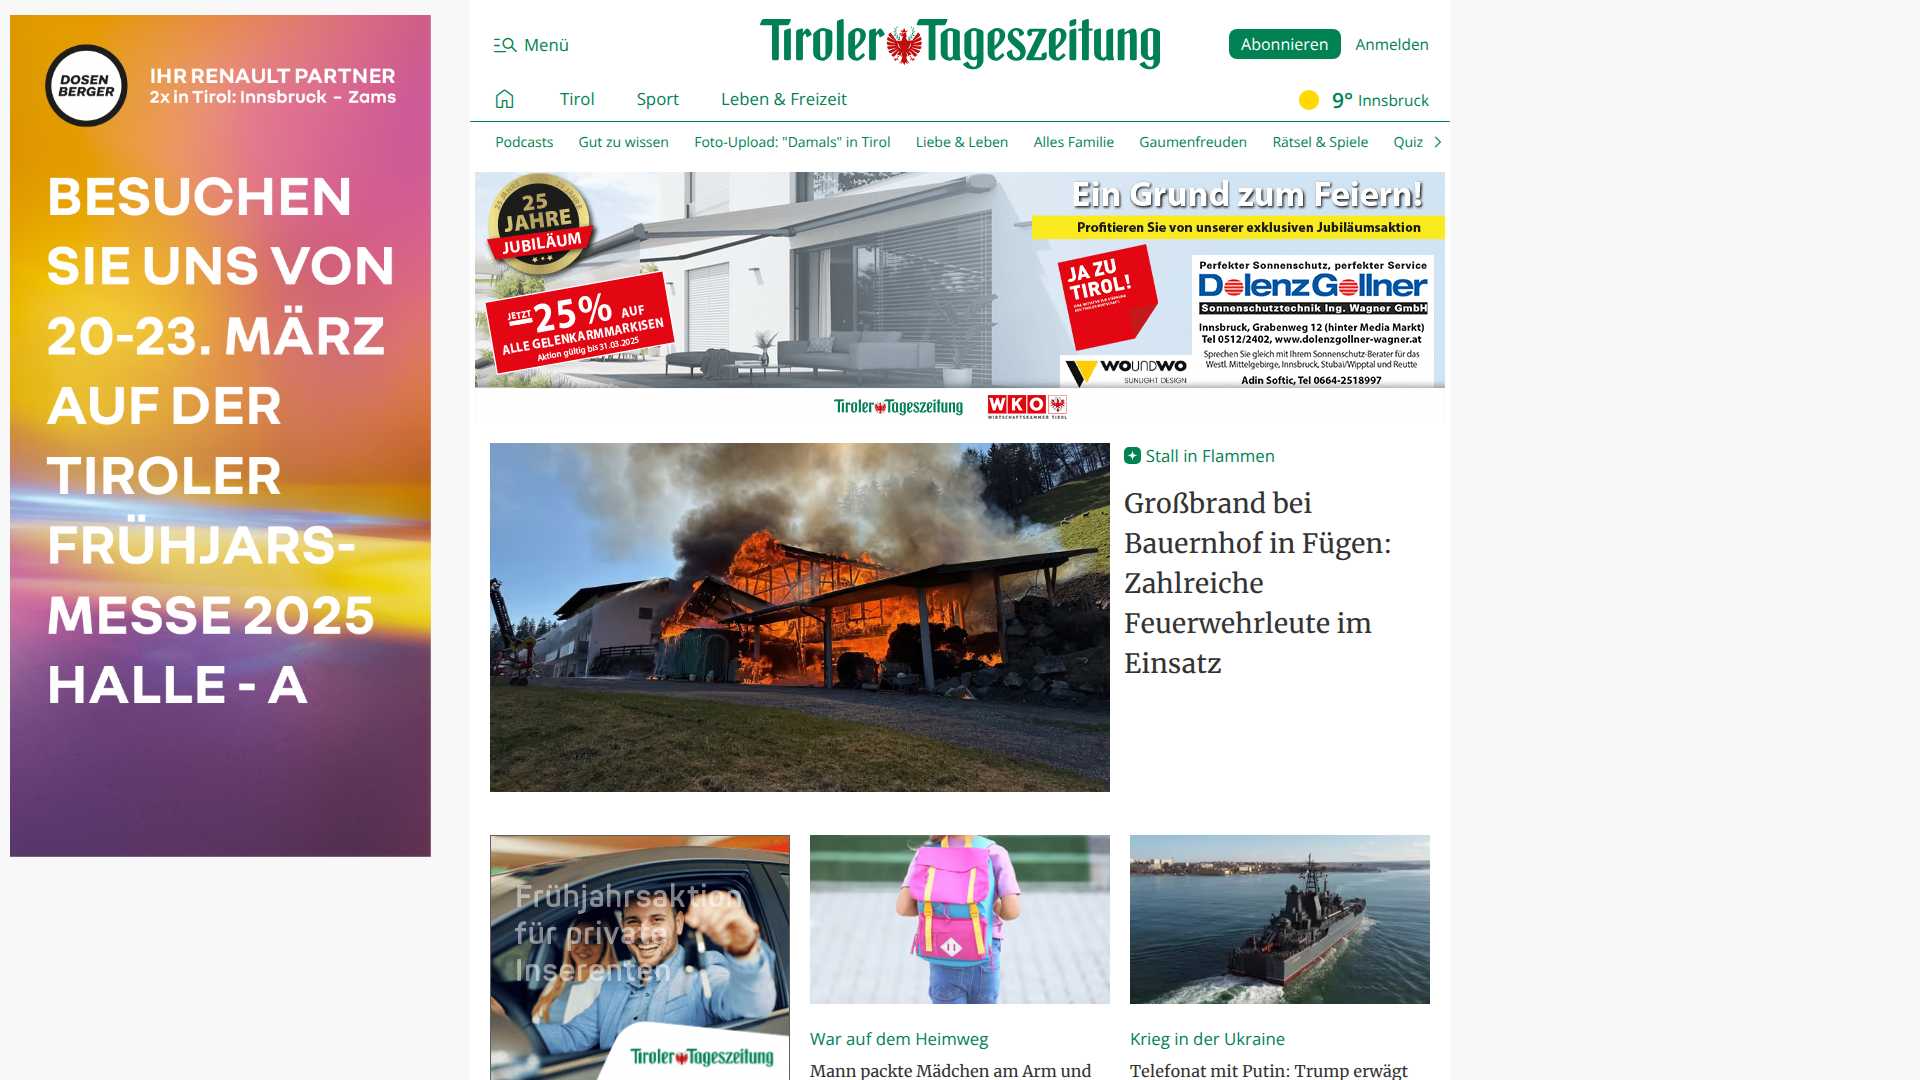 DOSEN
BERGER
IHR RENAULT PARTNER
2x in Tirol: Innsbruck - Zams
BESUCHEN
SIE UNS VON
20-23. MÄRZ
AUF DER
TIROLER
FRÜHJARS-
MESSE 2025
HALLE - A
Menü
Tiroler Tageszeitung
Abonnieren
Anmelden
Tirol
Sport
Leben & Freizeit
9° Innsbruck
Podcasts
Gut zu wissen
Foto-Upload: "Damals" in Tirol
Liebe & Leben
Alles Familie
Gaumenfreuden
Rätsel & Spiele
Quiz
25
JAHRE
JUBILÄUM
JETZT
-25% AUF
ALLE GELENKARMMARKISEN
Aktion gültig bis 31.03.2025
Ein Grund zum Feiern!
Profitieren Sie von unserer exklusiven Jubiläumsaktion
JA ZU
TIROL!
WOUNDWO
SUNLIGHT DESIGN
Perfekter Sonnenschutz, perfekter Service
Dolenz Gollner
Sonnenschutztechnik Ing. Wagner GmbH
Innsbruck, Grabenweg 12 (hinter Media Markt)
Tel 0512/2402, www.dolenzgollner-wagner.at
Sprechen Sie gleich mit Ihrem Sonnenschutz-Berater für das
Westl. Mittelgebirge, Innsbruck, Stubai/Wipptal und Reutte
Adin Softic, Tel 0664-2518997
Tiroler Tageszeitung
WKO
WIRTSCHAFTSKAMMER TIROL
Stall in Flammen
Großbrand bei
Bauernhof in Fügen:
Zahlreiche
Feuerwehrleute im
Einsatz
Frühjahrsaktion
für private
Inserenten
Tiroler Tageszeitung
War auf dem Heimweg
Mann packte Mädchen am Arm und
Krieg in der Ukraine
Telefonat mit Putin: Trump erwägt